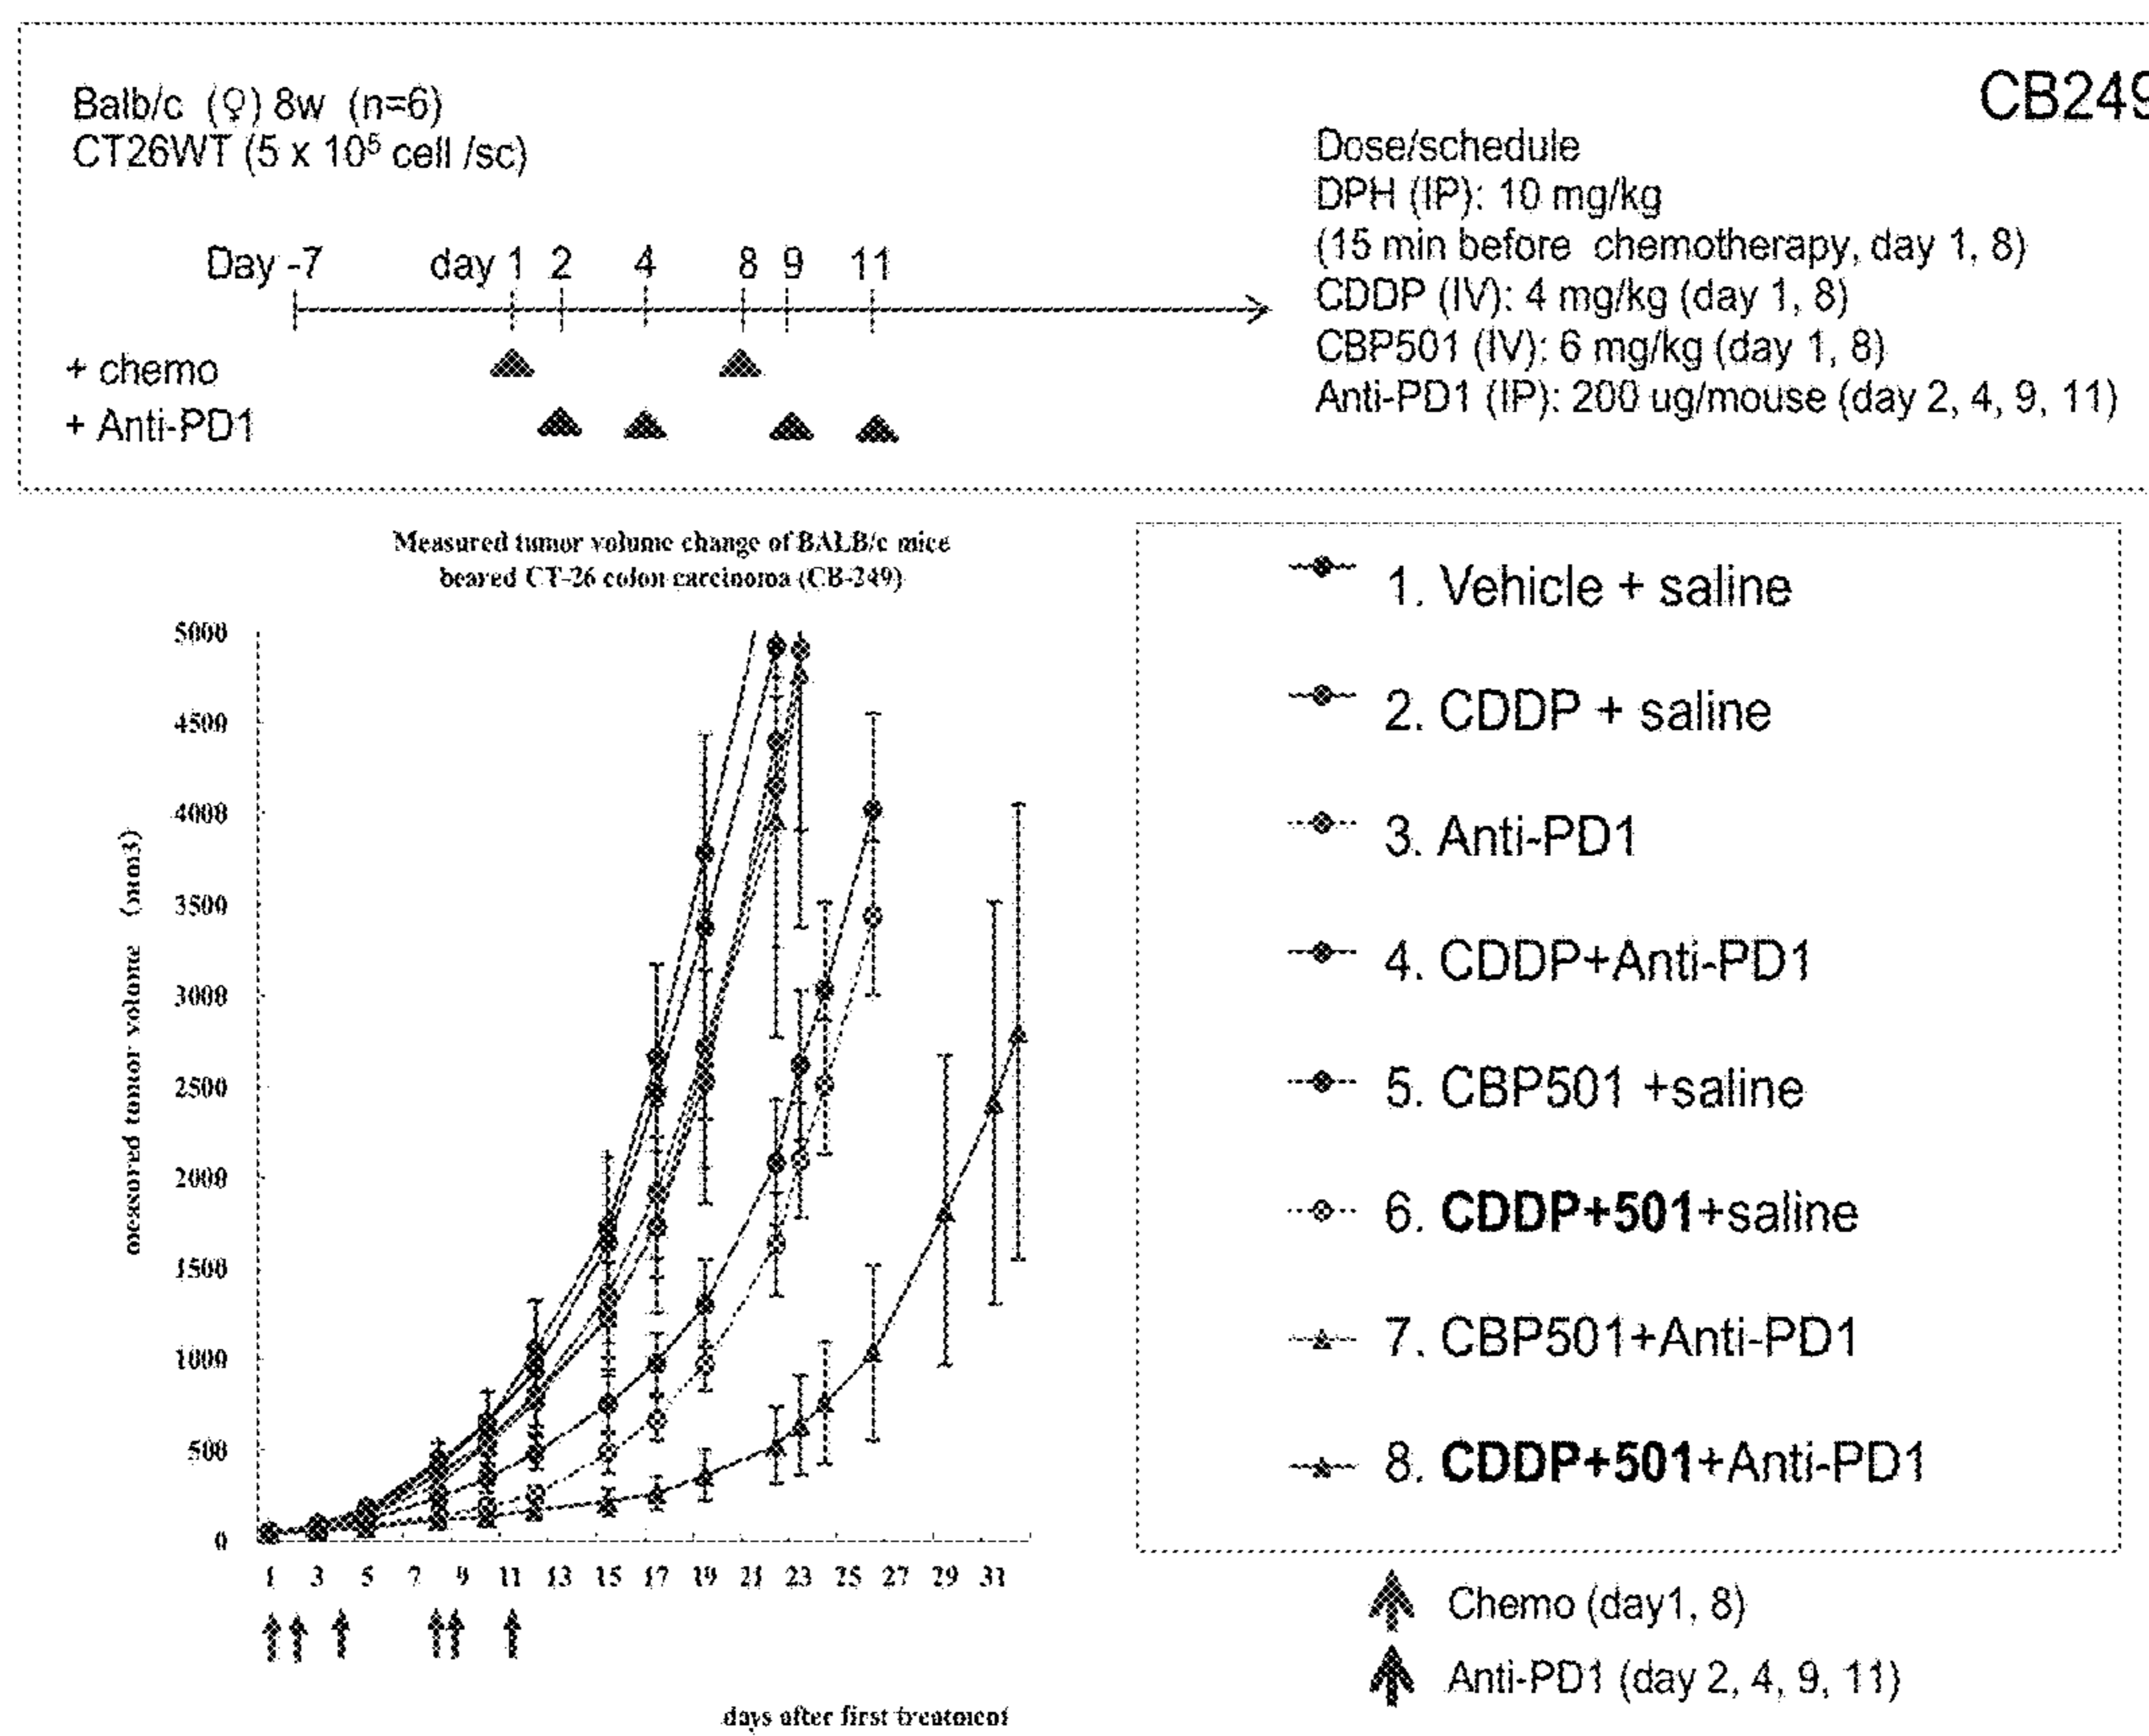 CB249
Balb/c (♀) 8w (n=6)
CT26WT (5 x 10⁵ cell /sc)
Day -7 day 1 2 4 8 9 11
+ chemo
+ Anti-PD1
Dose/schedule
DPH (IP): 10 mg/kg
(15 min before chemotherapy, day 1, 8)
CDDP (IV): 4 mg/kg (day 1, 8)
CBP501 (IV): 6 mg/kg (day 1, 8)
Anti-PD1 (IP): 200 ug/mouse (day 2, 4, 9, 11)
Measured tumor volume change of BALB/c mice
beared CT-26 colon carcinoma (CB-249)
measured tumor volume (mm3)
5000
4500
4000
3500
3000
2500
2000
1500
1000
500
0
1 3 5 7 9 11 13 15 17 19 21 23 25 27 29 31
days after first treatment
1. Vehicle + saline
2. CDDP + saline
3. Anti-PD1
4. CDDP+Anti-PD1
5. CBP501 +saline
6. CDDP+501+saline
7. CBP501+Anti-PD1
8. CDDP+501+Anti-PD1
Chemo (day1, 8)
Anti-PD1 (day 2, 4, 9, 11)